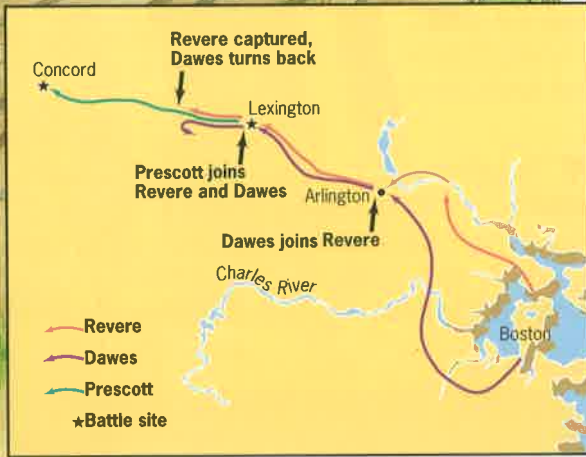 Revere captured,
Dawes turns back
Concord
Lexington
Prescott joins
Revere and Dawes
Arlington
Dawes joins Revere
Charles River
Boston
Revere
Dawes
Prescott
★Battle site